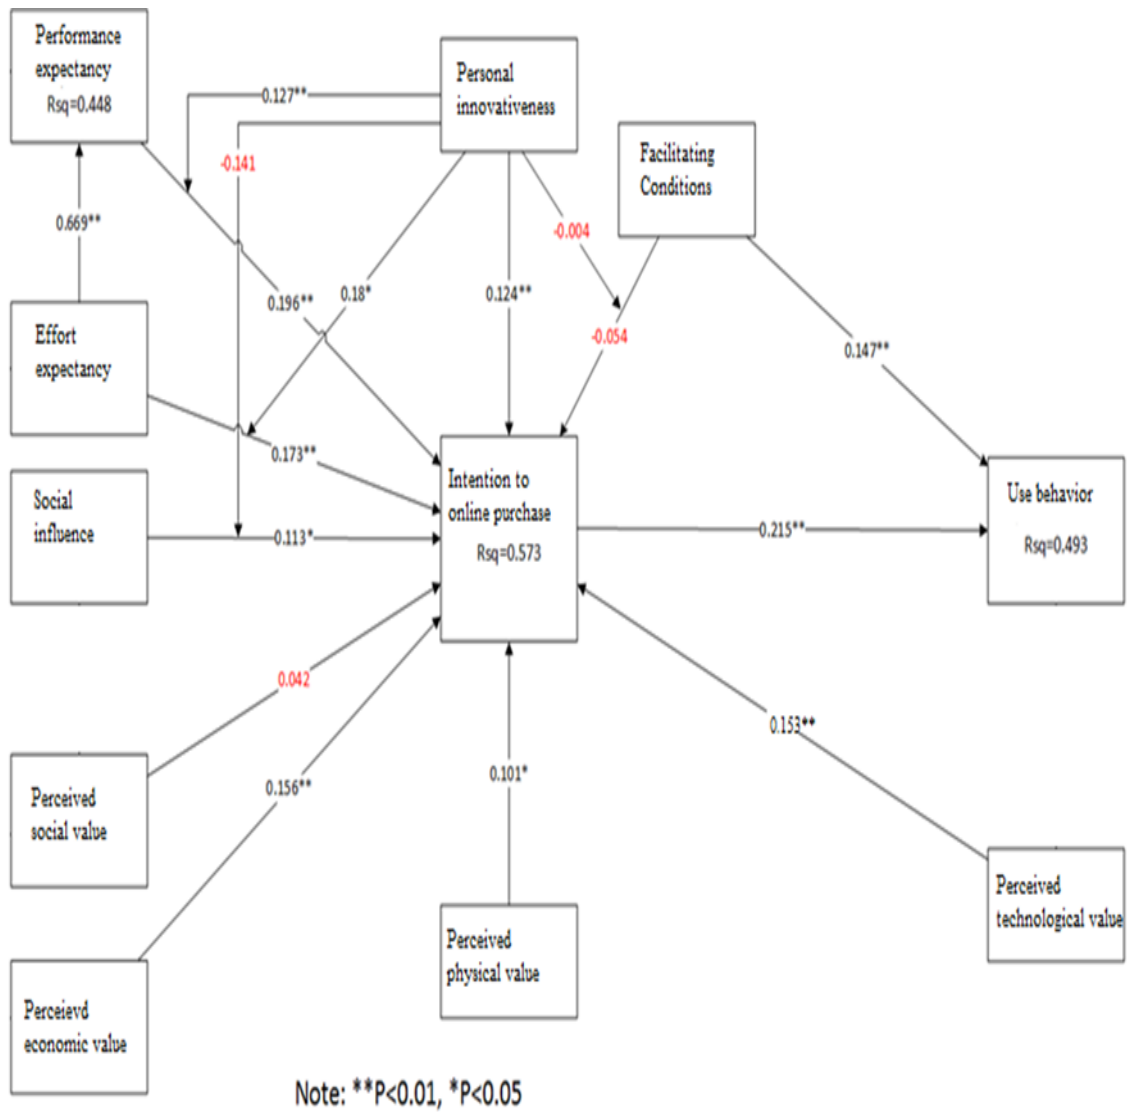 Performance
expectancy
Rsq=0.448
Personal
innovativeness
0.127**
Facilitating
Conditions
-0.141
0.669**
-0.004
0.196**
0.18*
0.124**
-0.054
Effort
expectancy
0.147**
0.173**
Intention to
online purchase
Rsq=0.573
Use behavior
Rsq=0.493
Social
influence
0.113*
0.215**
0.042
0.153**
0.156**
0.101*
Perceived
social value
Perceived
technological value
Perceived
physical value
Perceievd
economic value
Note: **P<0.01, *P<0.05